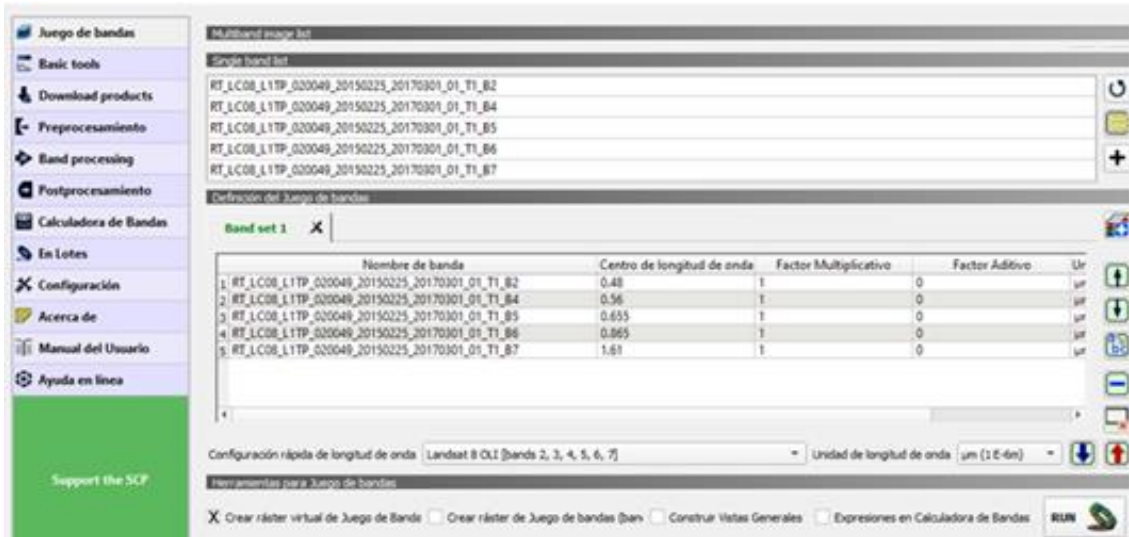 Juego de bandas
Basic tools
Download products
Preprocesamiento
Band processing
Postprocesamiento
Calculadora de Bandas
En Lotes
Configuración
Acerca de
Manual del Usuario
Ayuda en línea
Support the SCP
Multiband image list
Single band list
RT_LC08_L1TP_020049_20150225_20170301_01_T1_B2
RT_LC08_L1TP_020049_20150225_20170301_01_T1_B4
RT_LC08_L1TP_020049_20150225_20170301_01_T1_B5
RT_LC08_L1TP_020049_20150225_20170301_01_T1_B6
RT_LC08_L1TP_020049_20150225_20170301_01_T1_B7
Definición del Juego de bandas
Band set 1
Nombre de banda Centro de longitud de onda Factor Multiplicativo Factor Aditivo Ur
1 RT_LC08_L1TP_020049_20150225_20170301_01_T1_B2 0.48 1 0 µr
2 RT_LC08_L1TP_020049_20150225_20170301_01_T1_B4 0.56 1 0 µr
3 RT_LC08_L1TP_020049_20150225_20170301_01_T1_B5 0.655 1 0 µr
4 RT_LC08_L1TP_020049_20150225_20170301_01_T1_B6 0.865 1 0 µr
5 RT_LC08_L1TP_020049_20150225_20170301_01_T1_B7 1.61 1 0 µr
Configuración rápida de longitud de onda Landsat 8 OLI [bands 2, 3, 4, 5, 6, 7] Unidad de longitud de onda µm (1 E-6m)
Herramientas para Juego de bandas
X Crear ráster virtual de Juego de Banda Crear ráster de Juego de bandas (ban Construir Vistas Generales Expresiones en Calculadora de Bandas RUN